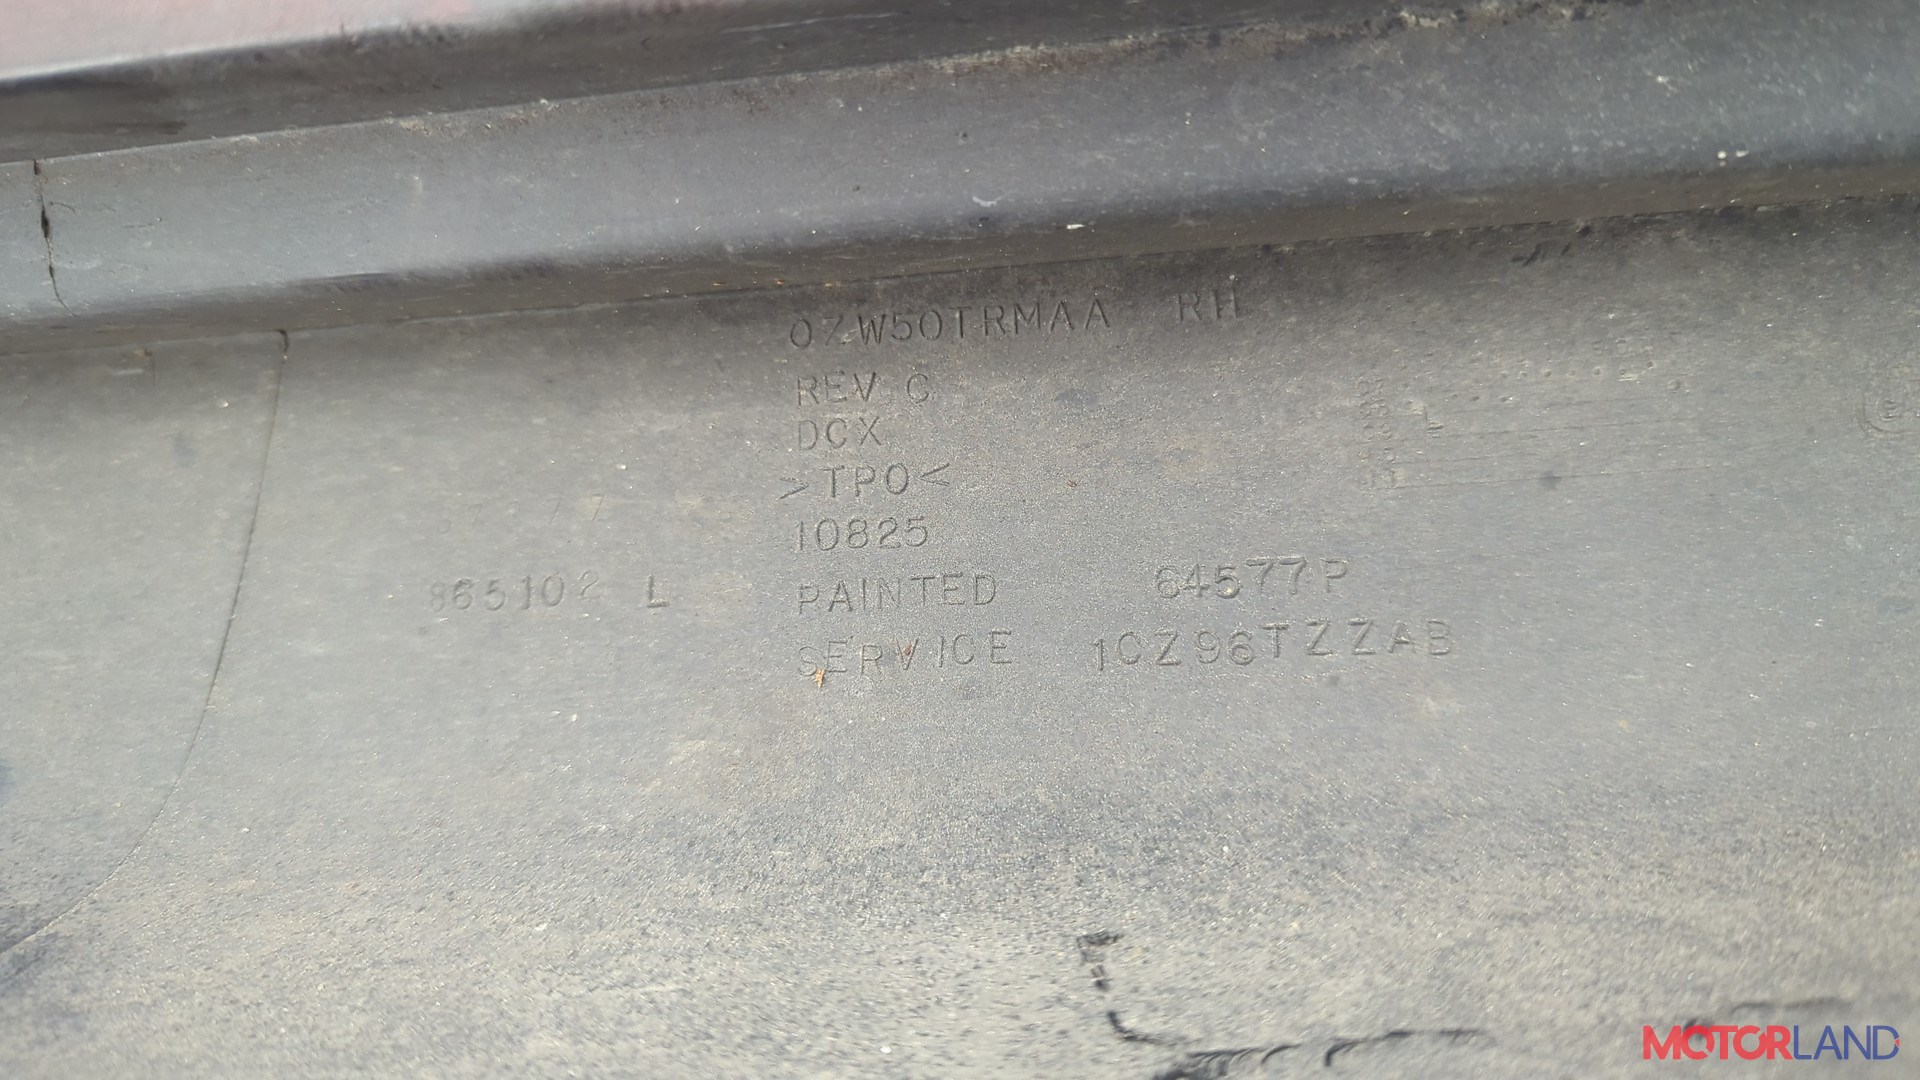 0ZW50TRMAA RH
REV C
DCX
>TPO<
10825
865102 L
PAINTED 64577P
SERVICE 1CZ96TZZAB
L
MOTORLAND